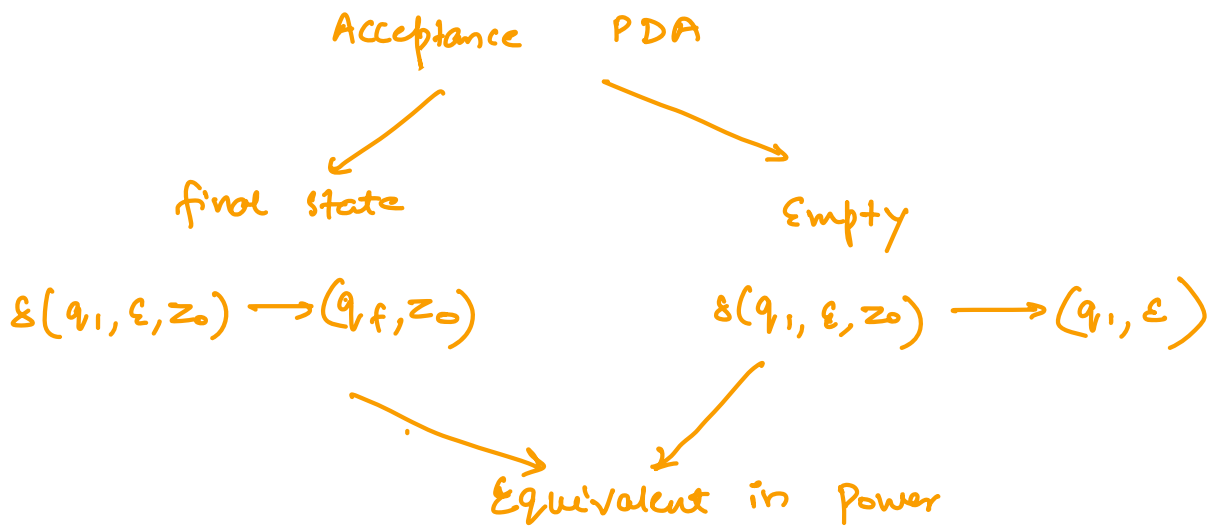 Acceptance PDA
final state
Empty
δ(q₁, ε, z₀) → (q_f, z₀)
δ(q₁, ε, z₀) → (q₁, ε)
Equivalent in power